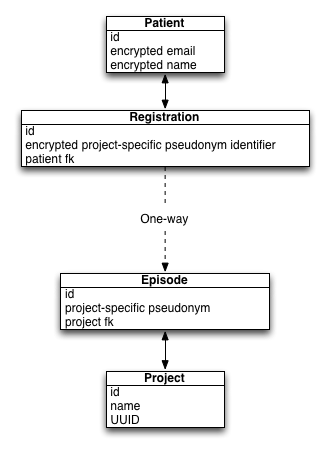 Patient
id
encrypted email
encrypted name
Registration
id
encrypted project-specific pseudonym identifier
patient fk
One-way
Episode
id
project-specific pseudonym
project fk
Project
id
name
UUID